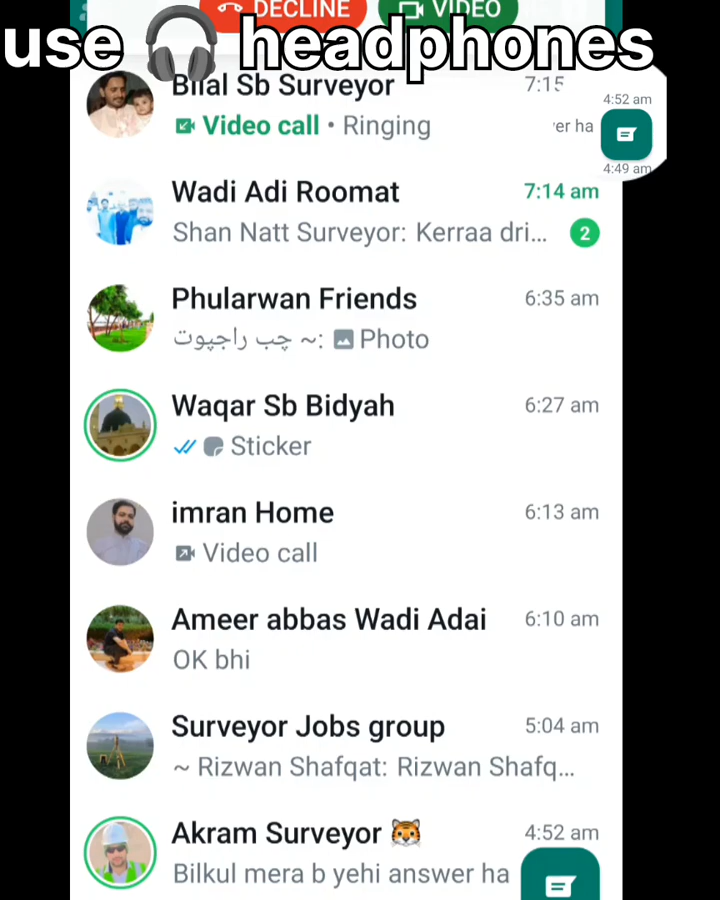 DECLINE
VIDEO
use 🎧 headphones
Bilal Sb Surveyor
7:15
4:52 am
Video call • Ringing
er ha
4:49 am
Wadi Adi Roomat
7:14 am
Shan Natt Surveyor: Kerraa dri...
2
Phularwan Friends
6:35 am
~ چب راجپوت: Photo
Waqar Sb Bidyah
6:27 am
Sticker
imran Home
6:13 am
Video call
Ameer abbas Wadi Adai
6:10 am
OK bhi
Surveyor Jobs group
5:04 am
~ Rizwan Shafqat: Rizwan Shafq...
Akram Surveyor 🐯
4:52 am
Bilkul mera b yehi answer ha